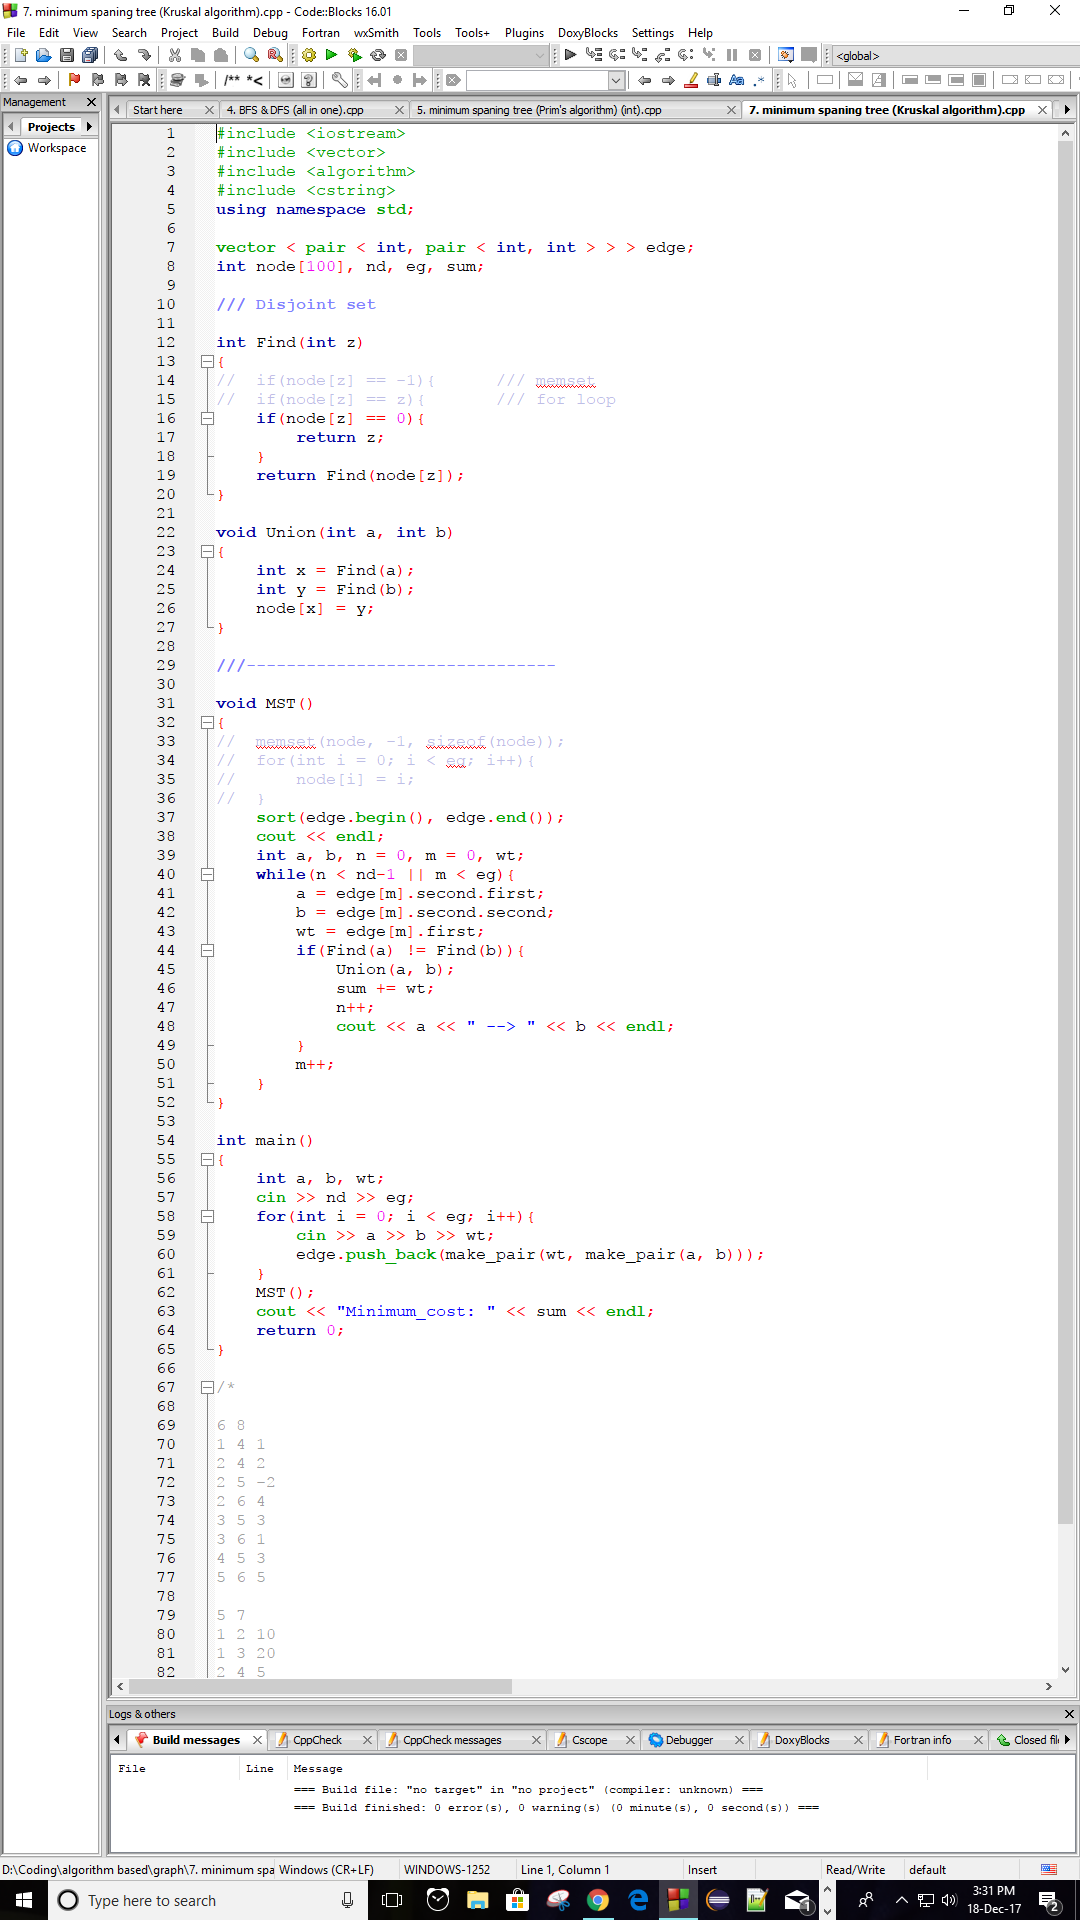 7. minimum spaning tree (Kruskal algorithm).cpp - Code::Blocks 16.01
File Edit View Search Project Build Debug Fortran wxSmith Tools Tools+ Plugins DoxyBlocks Settings Help
<global>
/** *<
Aa .*
Management
Start here 4. BFS & DFS (all in one).cpp 5. minimum spaning tree (Prim's algorithm) (int).cpp 7. minimum spaning tree (Kruskal algorithm).cpp
Projects
Workspace
1 #include <iostream>
2 #include <vector>
3 #include <algorithm>
4 #include <cstring>
5 using namespace std;
6
7 vector < pair < int, pair < int, int > > > edge;
8 int node[100], nd, eg, sum;
9
10 /// Disjoint set
11
12 int Find(int z)
13 {
14 //  if(node[z] == -1){      /// memset
15 //  if(node[z] == z){       /// for loop
16     if(node[z] == 0){
17         return z;
18     }
19     return Find(node[z]);
20 }
21
22 void Union(int a, int b)
23 {
24     int x = Find(a);
25     int y = Find(b);
26     node[x] = y;
27 }
28
29 ///-------------------------------
30
31 void MST()
32 {
33 //  memset(node, -1, sizeof(node));
34 //  for(int i = 0; i < eg; i++){
35 //      node[i] = i;
36 //  }
37     sort(edge.begin(), edge.end());
38     cout << endl;
39     int a, b, n = 0, m = 0, wt;
40     while(n < nd-1 || m < eg){
41         a = edge[m].second.first;
42         b = edge[m].second.second;
43         wt = edge[m].first;
44         if(Find(a) != Find(b)){
45             Union(a, b);
46             sum += wt;
47             n++;
48             cout << a << " --> " << b << endl;
49         }
50         m++;
51     }
52 }
53
54 int main()
55 {
56     int a, b, wt;
57     cin >> nd >> eg;
58     for(int i = 0; i < eg; i++){
59         cin >> a >> b >> wt;
60         edge.push_back(make_pair(wt, make_pair(a, b)));
61     }
62     MST();
63     cout << "Minimum_cost: " << sum << endl;
64     return 0;
65 }
66
67 /*
68
69 6 8
70 1 4 1
71 2 4 2
72 2 5 -2
73 2 6 4
74 3 5 3
75 3 6 1
76 4 5 3
77 5 6 5
78
79 5 7
80 1 2 10
81 1 3 20
82 2 4 5
Logs & others
Build messages CppCheck CppCheck messages Cscope Debugger DoxyBlocks Fortran info Closed fil
File Line Message
=== Build file: "no target" in "no project" (compiler: unknown) ===
=== Build finished: 0 error(s), 0 warning(s) (0 minute(s), 0 second(s)) ===
D:\Coding\algorithm based\graph\7. minimum spa Windows (CR+LF) WINDOWS-1252 Line 1, Column 1 Insert Read/Write default
Type here to search
1
3:31 PM
18-Dec-17
2